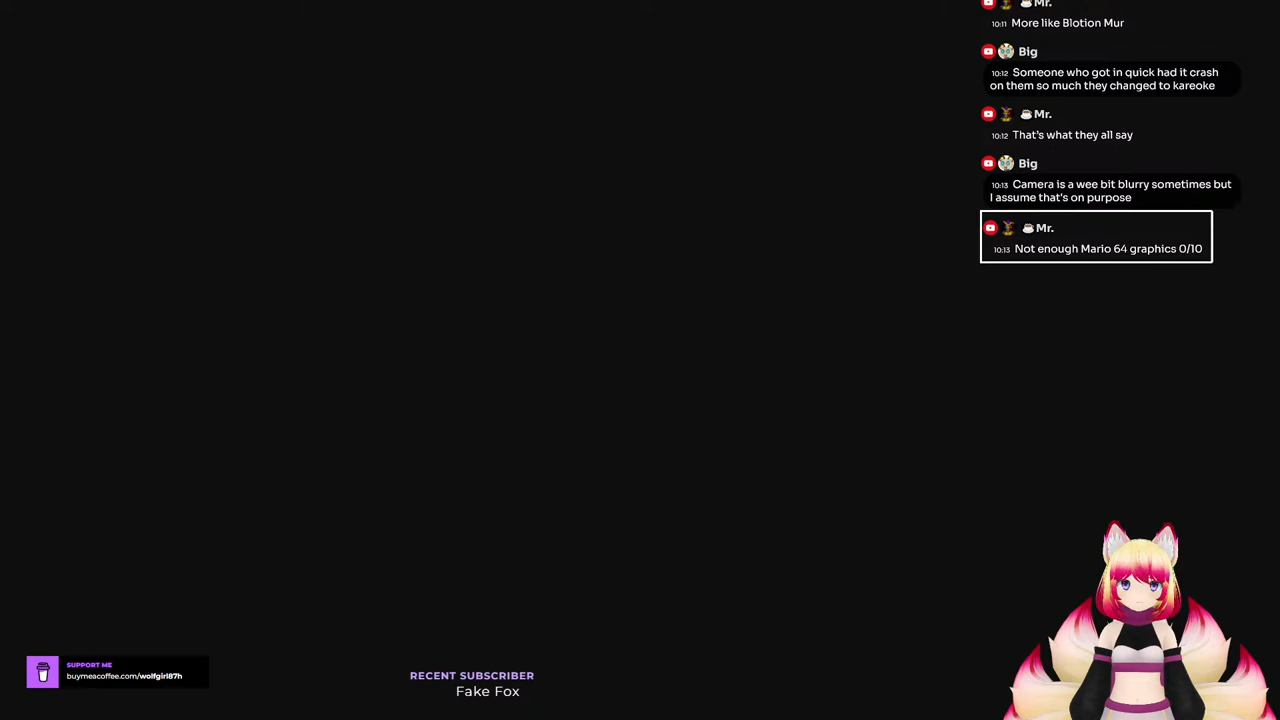 Mr.
10:11 More like Blotion Mur
Big
10:12 Someone who got in quick had it crash
on them so much they changed to kareoke
Mr.
10:12 That's what they all say
Big
10:13 Camera is a wee bit blurry sometimes but
I assume that's on purpose
Mr.
10:13 Not enough Mario 64 graphics 0/10
SUPPORT ME
buymeacoffee.com/wolfgirl87h
RECENT SUBSCRIBER
Fake Fox